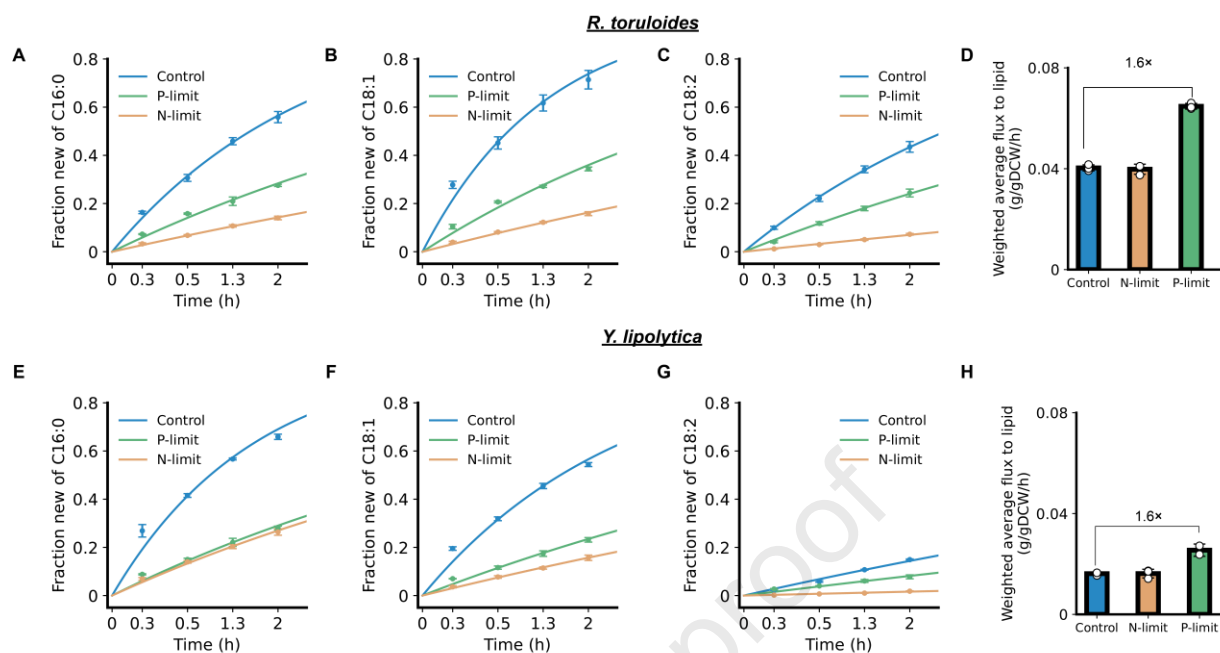 R. toruloides
A
Fraction new of C16:0
0.8
0.6
0.4
0.2
0
Control
P-limit
N-limit
0 0.3 0.5 1.3 2
Time (h)
B
Fraction new of C18:1
0.8
0.6
0.4
0.2
0
Control
P-limit
N-limit
0 0.3 0.5 1.3 2
Time (h)
C
Fraction new of C18:2
0.8
0.6
0.4
0.2
0
Control
P-limit
N-limit
0 0.3 0.5 1.3 2
Time (h)
D
Weighted average flux to lipid
(g/gDCW/h)
0.08
0.04
0
1.6×
Control N-limit P-limit
Y. lipolytica
E
Fraction new of C16:0
0.8
0.6
0.4
0.2
0
Control
P-limit
N-limit
0 0.3 0.5 1.3 2
Time (h)
F
Fraction new of C18:1
0.8
0.6
0.4
0.2
0
Control
P-limit
N-limit
0 0.3 0.5 1.3 2
Time (h)
G
Fraction new of C18:2
0.8
0.6
0.4
0.2
0
Control
P-limit
N-limit
0 0.3 0.5 1.3 2
Time (h)
H
Weighted average flux to lipid
(g/gDCW/h)
0.08
0.04
0
1.6×
Control N-limit P-limit
proof